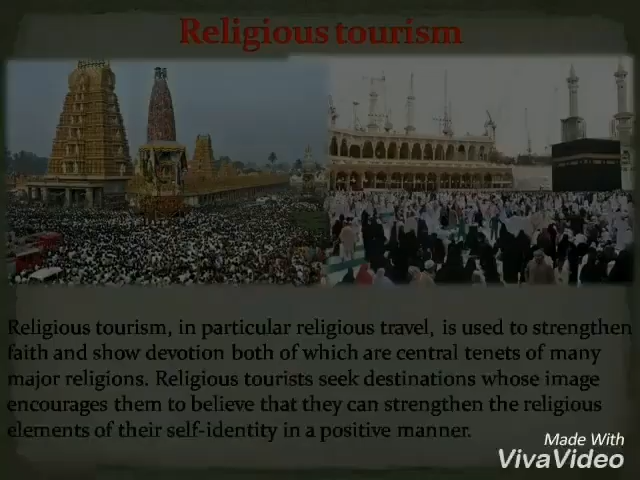 Religious tourism
Religious tourism, in particular religious travel, is used to strengthen
faith and show devotion both of which are central tenets of many
major religions. Religious tourists seek destinations whose image
encourages them to believe that they can strengthen the religious
elements of their self-identity in a positive manner.
Made With
VivaVideo